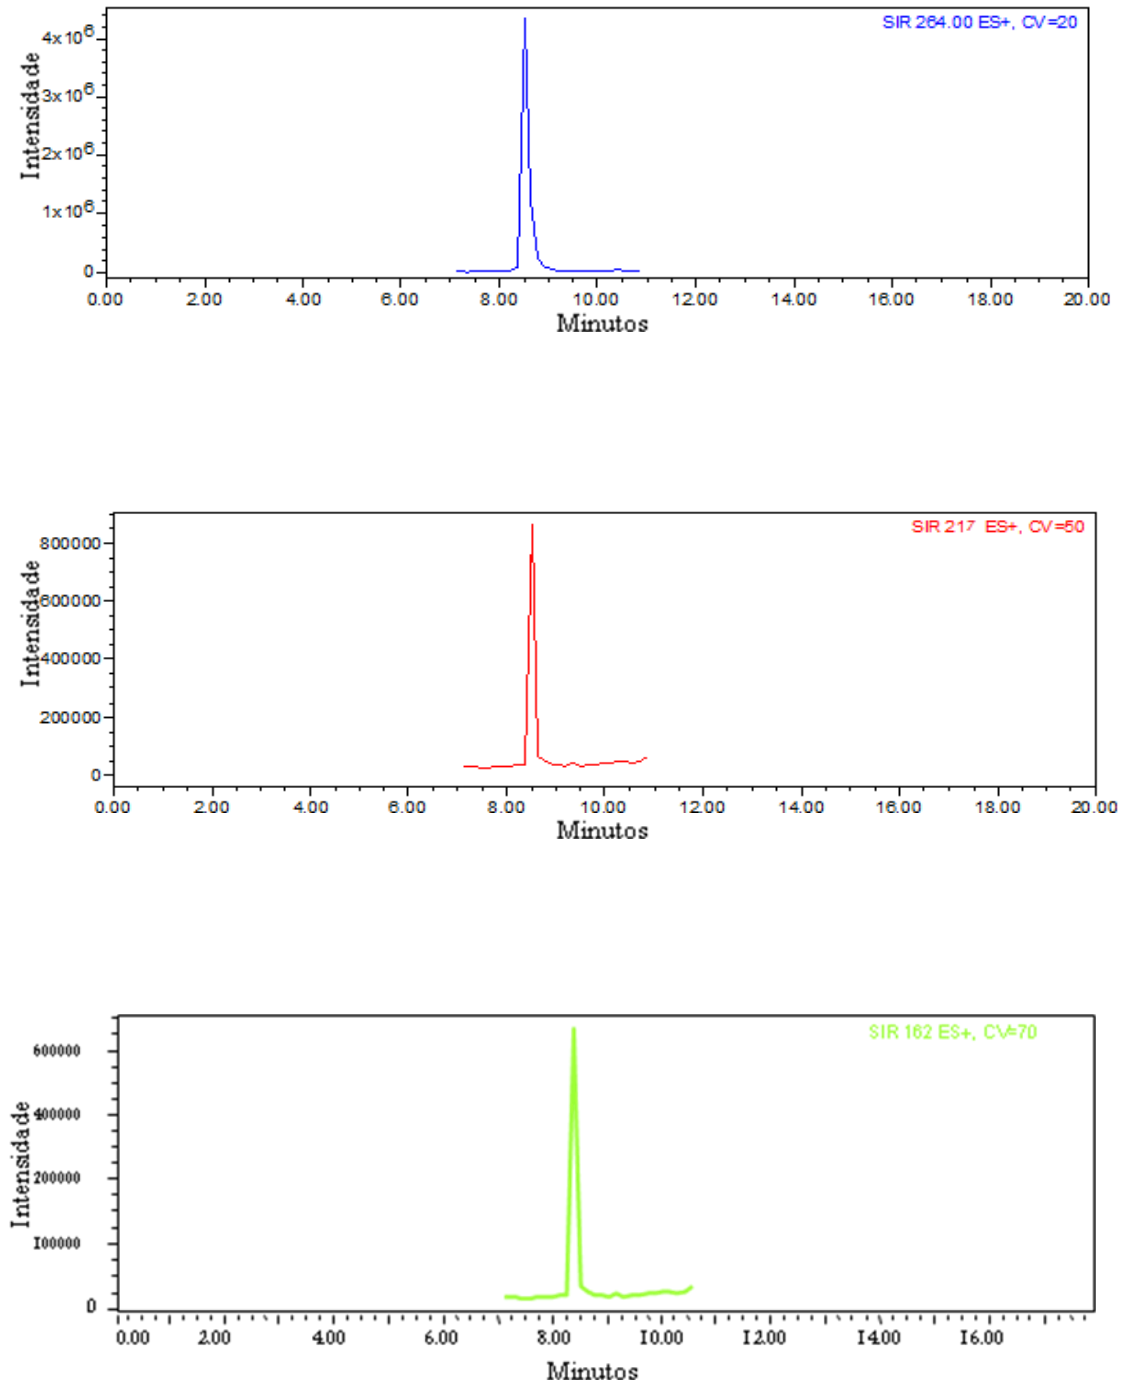 SIR 264.00 ES+, CV=20
Intensidade
4x10⁶
3x10⁶
2x10⁶
1x10⁶
0
0.00 2.00 4.00 6.00 8.00 10.00 12.00 14.00 16.00 18.00 20.00
Minutos
SIR 217 ES+, CV=50
Intensidade
800000
600000
400000
200000
0
0.00 2.00 4.00 6.00 8.00 10.00 12.00 14.00 16.00 18.00 20.00
Minutos
SIR 162 ES+, CV=70
Intensidade
600000
400000
200000
100000
0
0.00 2.00 4.00 6.00 8.00 10.00 12.00 14.00 16.00
Minutos